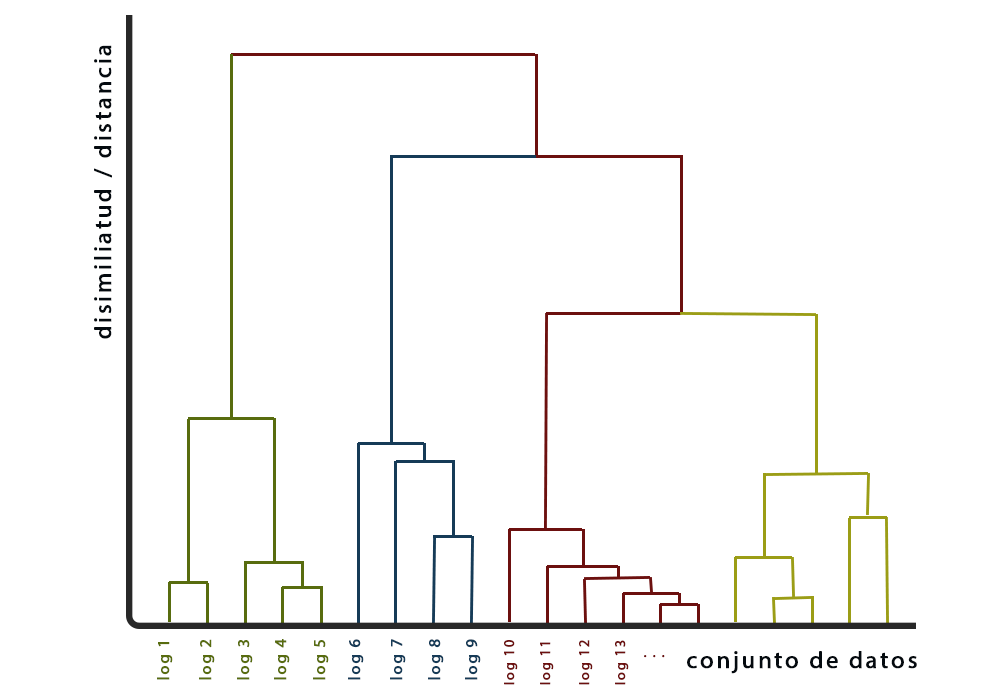 disimiliatud / distancia
log 1
log 2
log 3
log 4
log 5
log 6
log 7
log 8
log 9
log 10
log 11
log 12
log 13
...
conjunto de datos